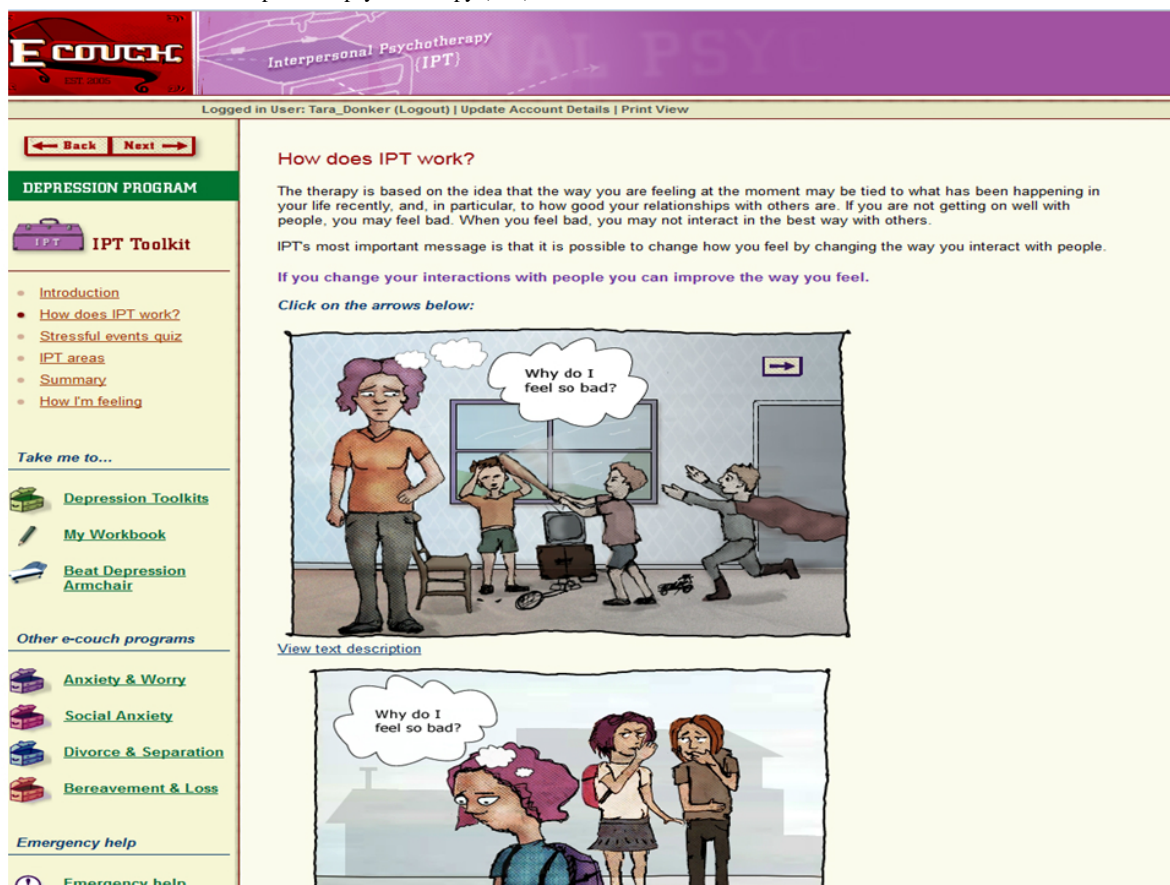 E COUCH
EST. 2005
Interpersonal Psychotherapy
{IPT}
Logged in User: Tara_Donker (Logout) | Update Account Details | Print View
Back
Next
DEPRESSION PROGRAM
IPT
IPT Toolkit
Introduction
How does IPT work?
Stressful events quiz
IPT areas
Summary
How I'm feeling
Take me to...
Depression Toolkits
My Workbook
Beat Depression
Armchair
Other e-couch programs
Anxiety & Worry
Social Anxiety
Divorce & Separation
Bereavement & Loss
Emergency help
Emergency help
How does IPT work?
The therapy is based on the idea that the way you are feeling at the moment may be tied to what has been happening in
your life recently, and, in particular, to how good your relationships with others are. If you are not getting on well with
people, you may feel bad. When you feel bad, you may not interact in the best way with others.
IPT's most important message is that it is possible to change how you feel by changing the way you interact with people.
If you change your interactions with people you can improve the way you feel.
Click on the arrows below:
Why do I
feel so bad?
View text description
Why do I
feel so bad?